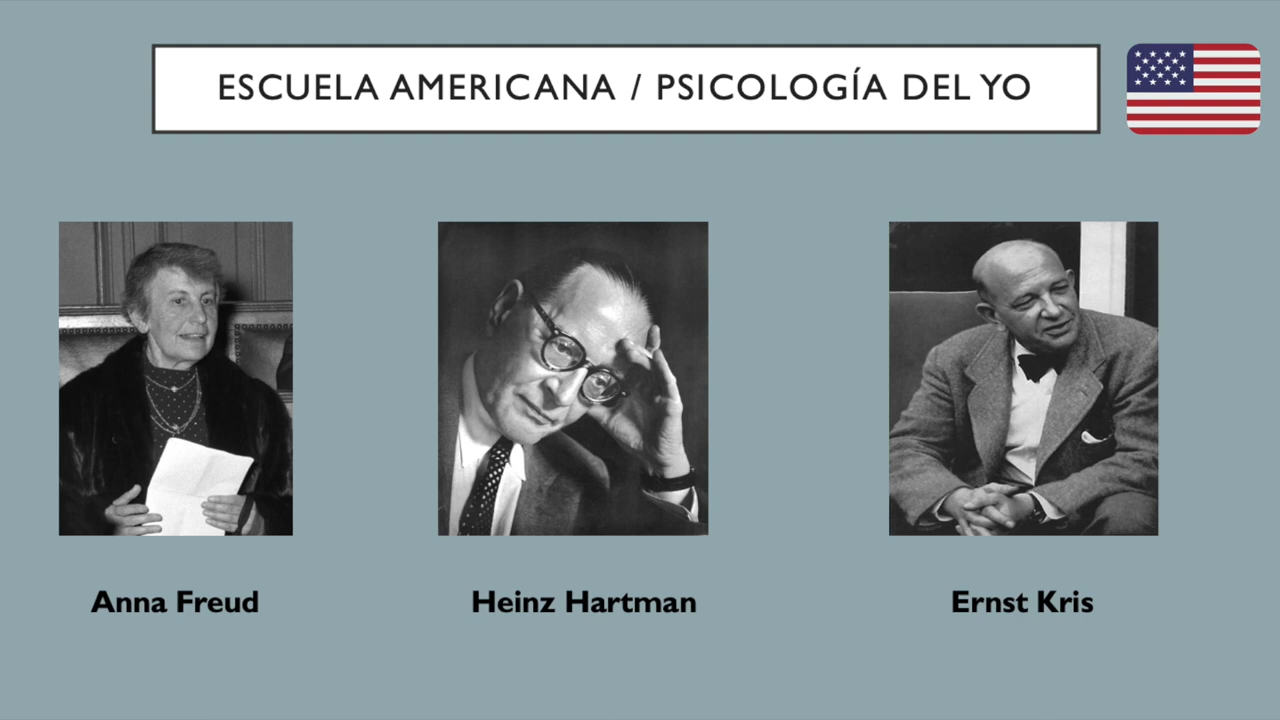 ESCUELA AMERICANA / PSICOLOGÍA DEL YO
Anna Freud
Heinz Hartman
Ernst Kris